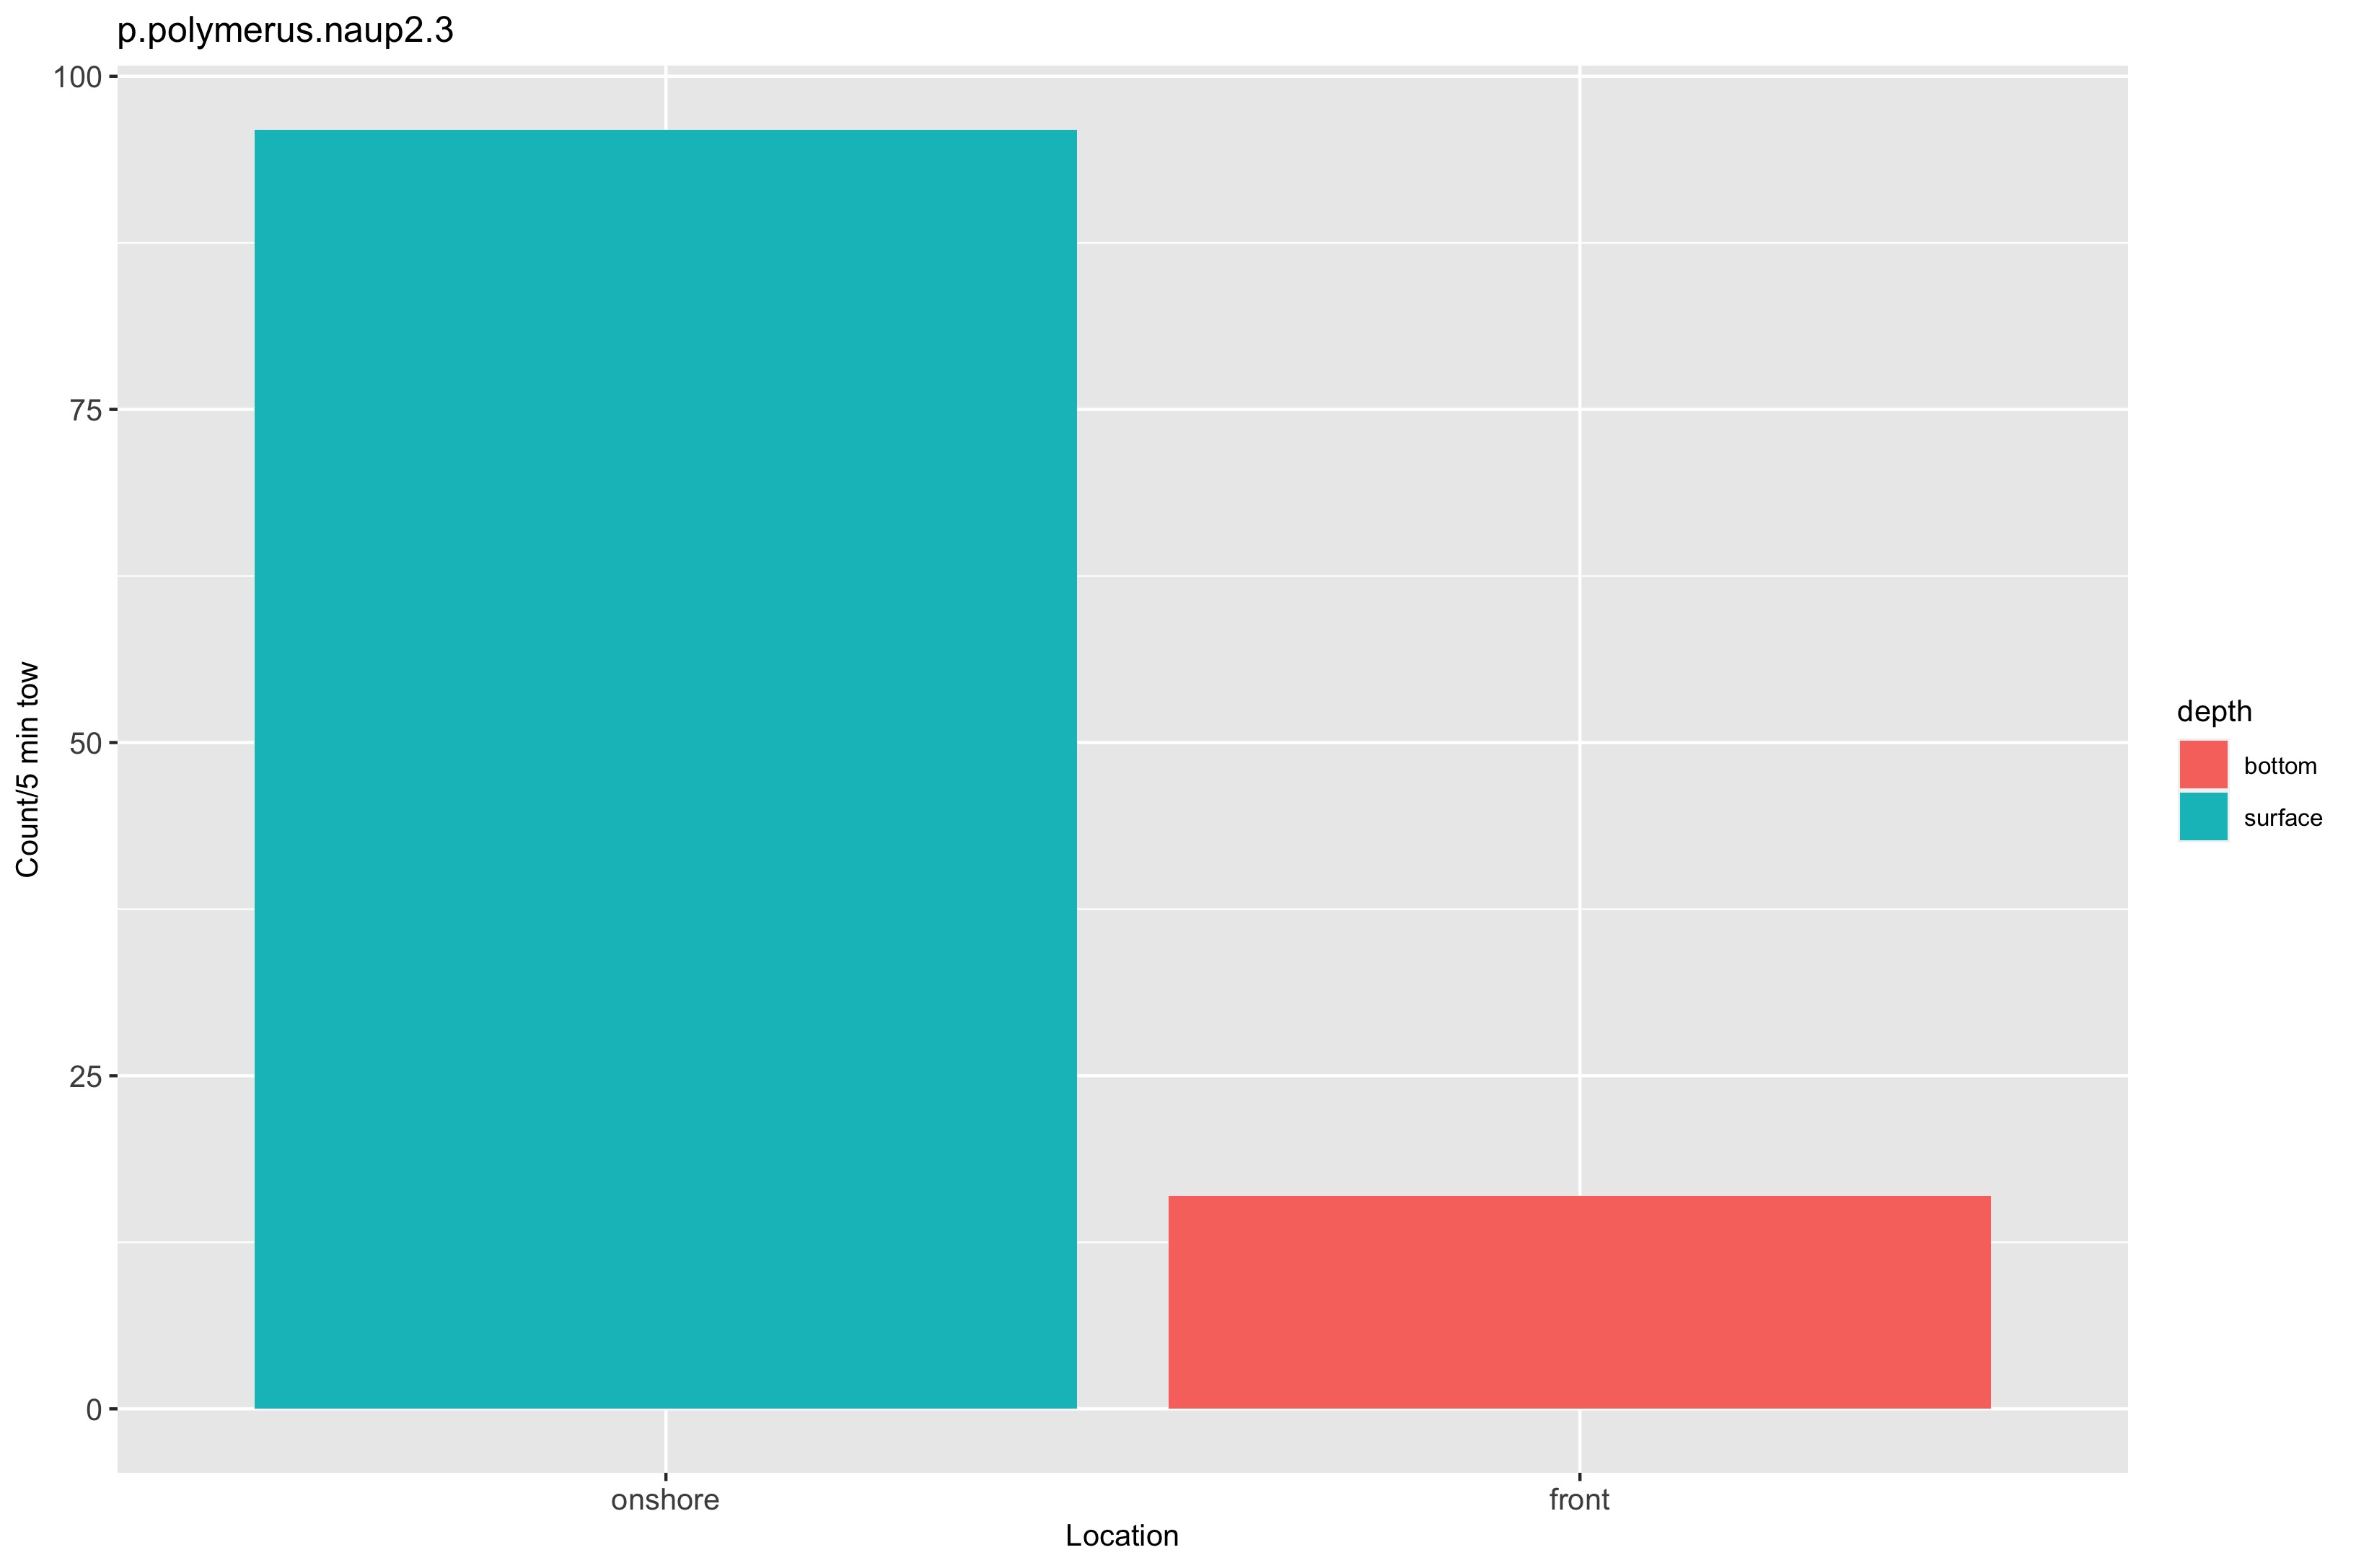 p.polymerus.naup2.3
100
75
50
25
0
Count/5 min tow
onshore
front
Location
depth
bottom
surface